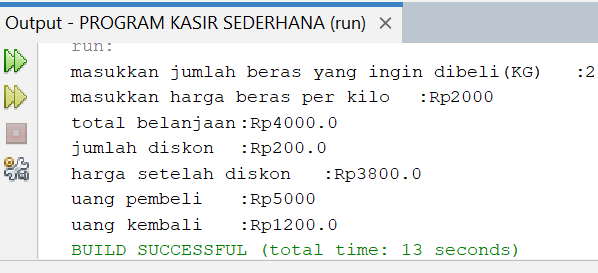 Output - PROGRAM KASIR SEDERHANA (run) ×
run:
masukkan jumlah beras yang ingin dibeli(KG) :2
masukkan harga beras per kilo :Rp2000
total belanjaan:Rp4000.0
jumlah diskon :Rp200.0
harga setelah diskon :Rp3800.0
uang pembeli :Rp5000
uang kembali :Rp1200.0
BUILD SUCCESSFUL (total time: 13 seconds)